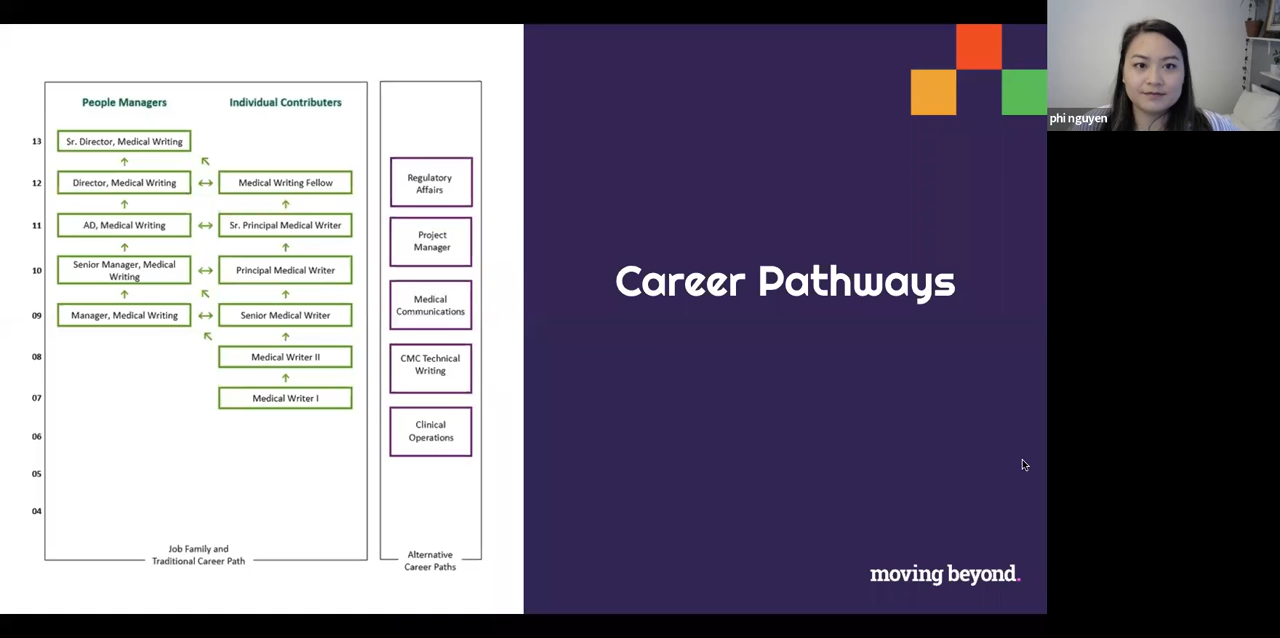 People Managers
Individual Contributers
13
Sr. Director, Medical Writing
12
Director, Medical Writing
Medical Writing Fellow
11
AD, Medical Writing
Sr. Principal Medical Writer
10
Senior Manager, Medical
Writing
Principal Medical Writer
09
Manager, Medical Writing
Senior Medical Writer
08
Medical Writer II
07
Medical Writer I
06
05
04
Job Family and
Traditional Career Path
Regulatory
Affairs
Project
Manager
Medical
Communications
CMC Technical
Writing
Clinical
Operations
Alternative
Career Paths
Career Pathways
moving beyond.
phi nguyen